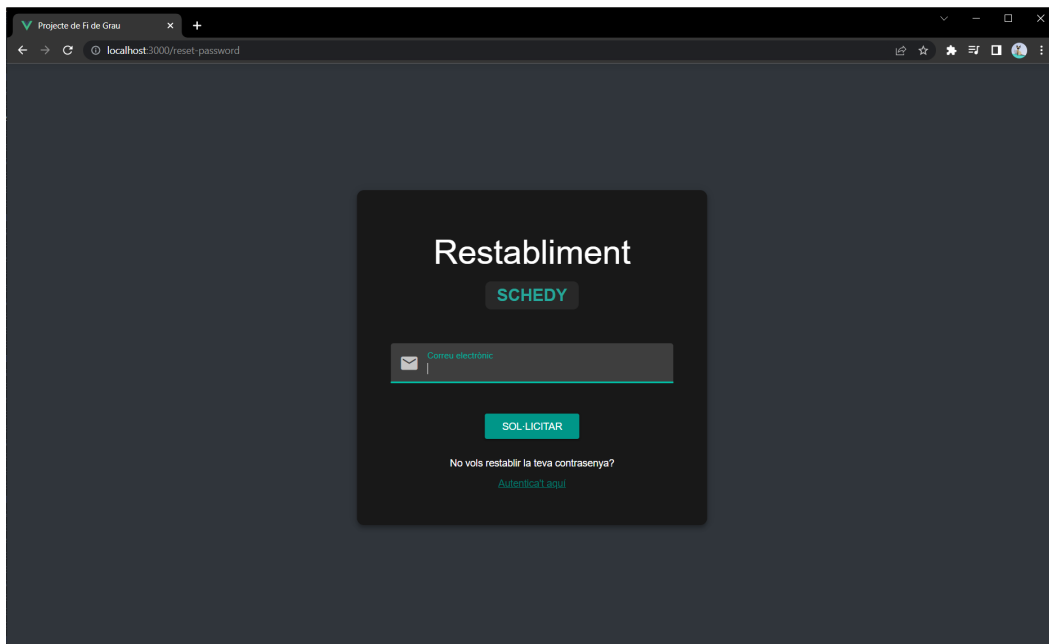 Projecte de Fi de Grau
localhost:3000/reset-password
Restabliment
SCHEDY
Correu electrònic
SOL·LICITAR
No vols restablir la teva contrasenya?
Autentica't aquí